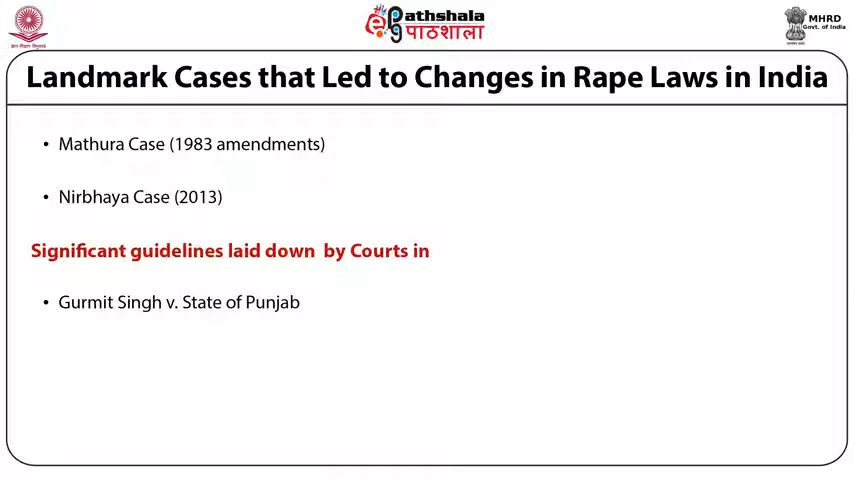 ePathshala
पाठशाला
MHRD
Govt. of India
Landmark Cases that Led to Changes in Rape Laws in India
• Mathura Case (1983 amendments)
• Nirbhaya Case (2013)
Significant guidelines laid down by Courts in
• Gurmit Singh v. State of Punjab